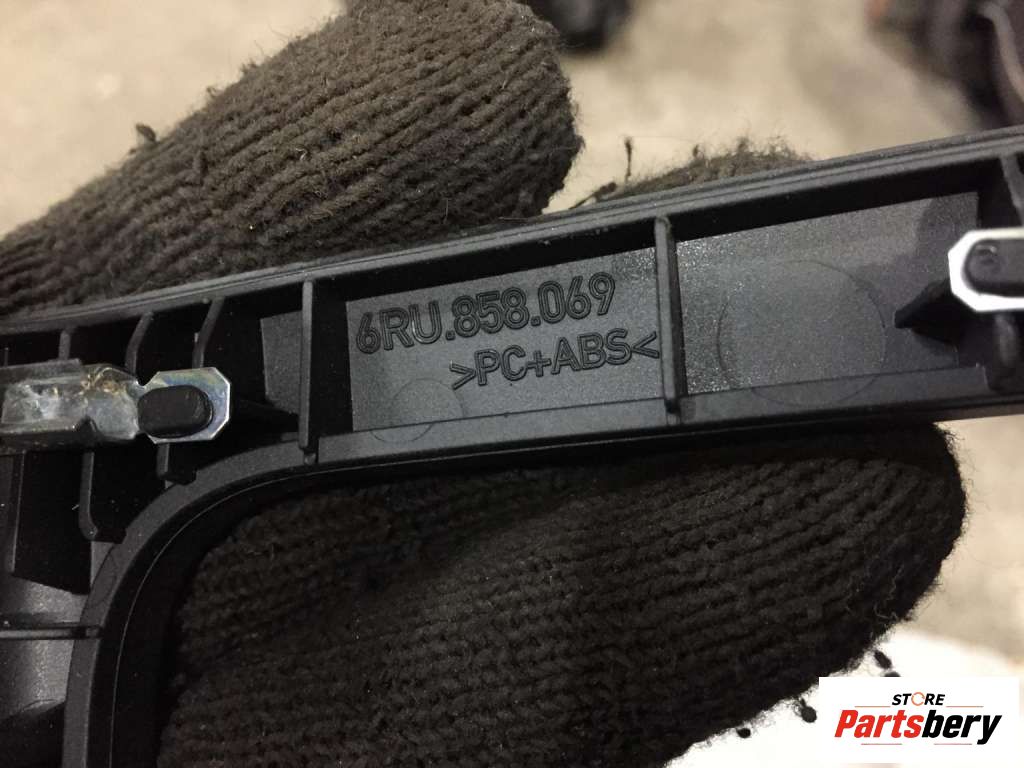 6RU.858.069
>PC+ABS<
STORE
Partsbery